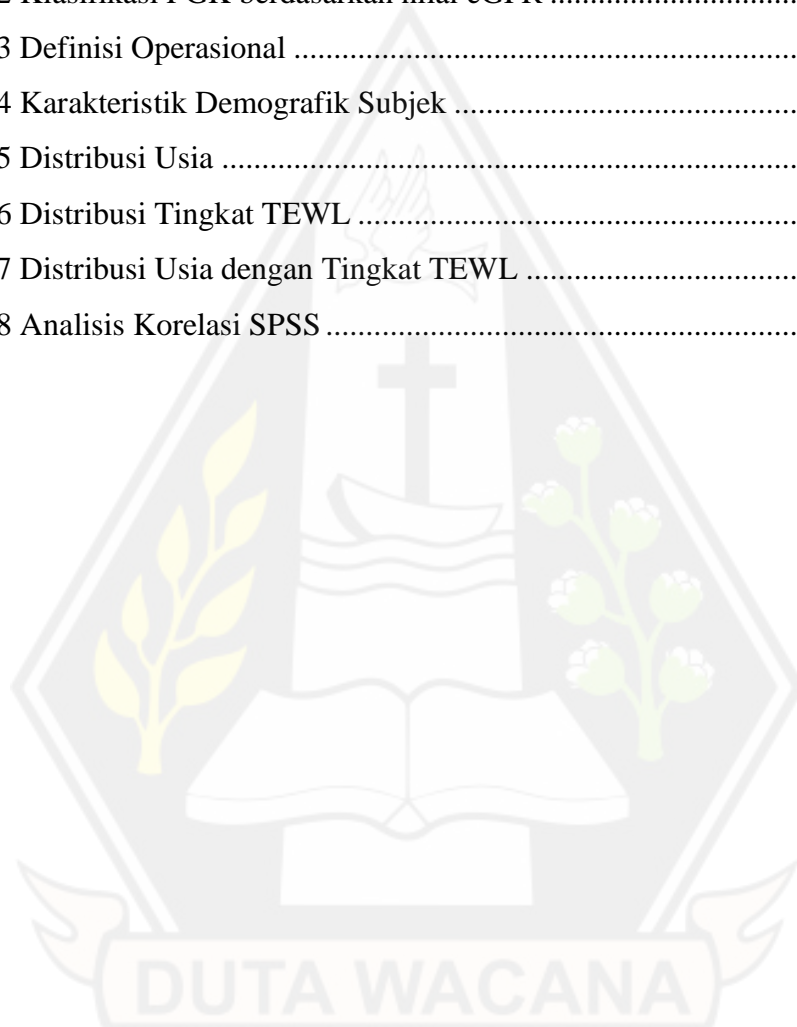 3 Definisi Operasional ...............................................................................
4 Karakteristik Demografik Subjek ...................................................
5 Distribusi Usia .........................................................................................
6 Distribusi Tingkat TEWL ..................................................................
7 Distribusi Usia dengan Tingkat TEWL .........................................
8 Analisis Korelasi SPSS ......................................................................
DUTA WACANA